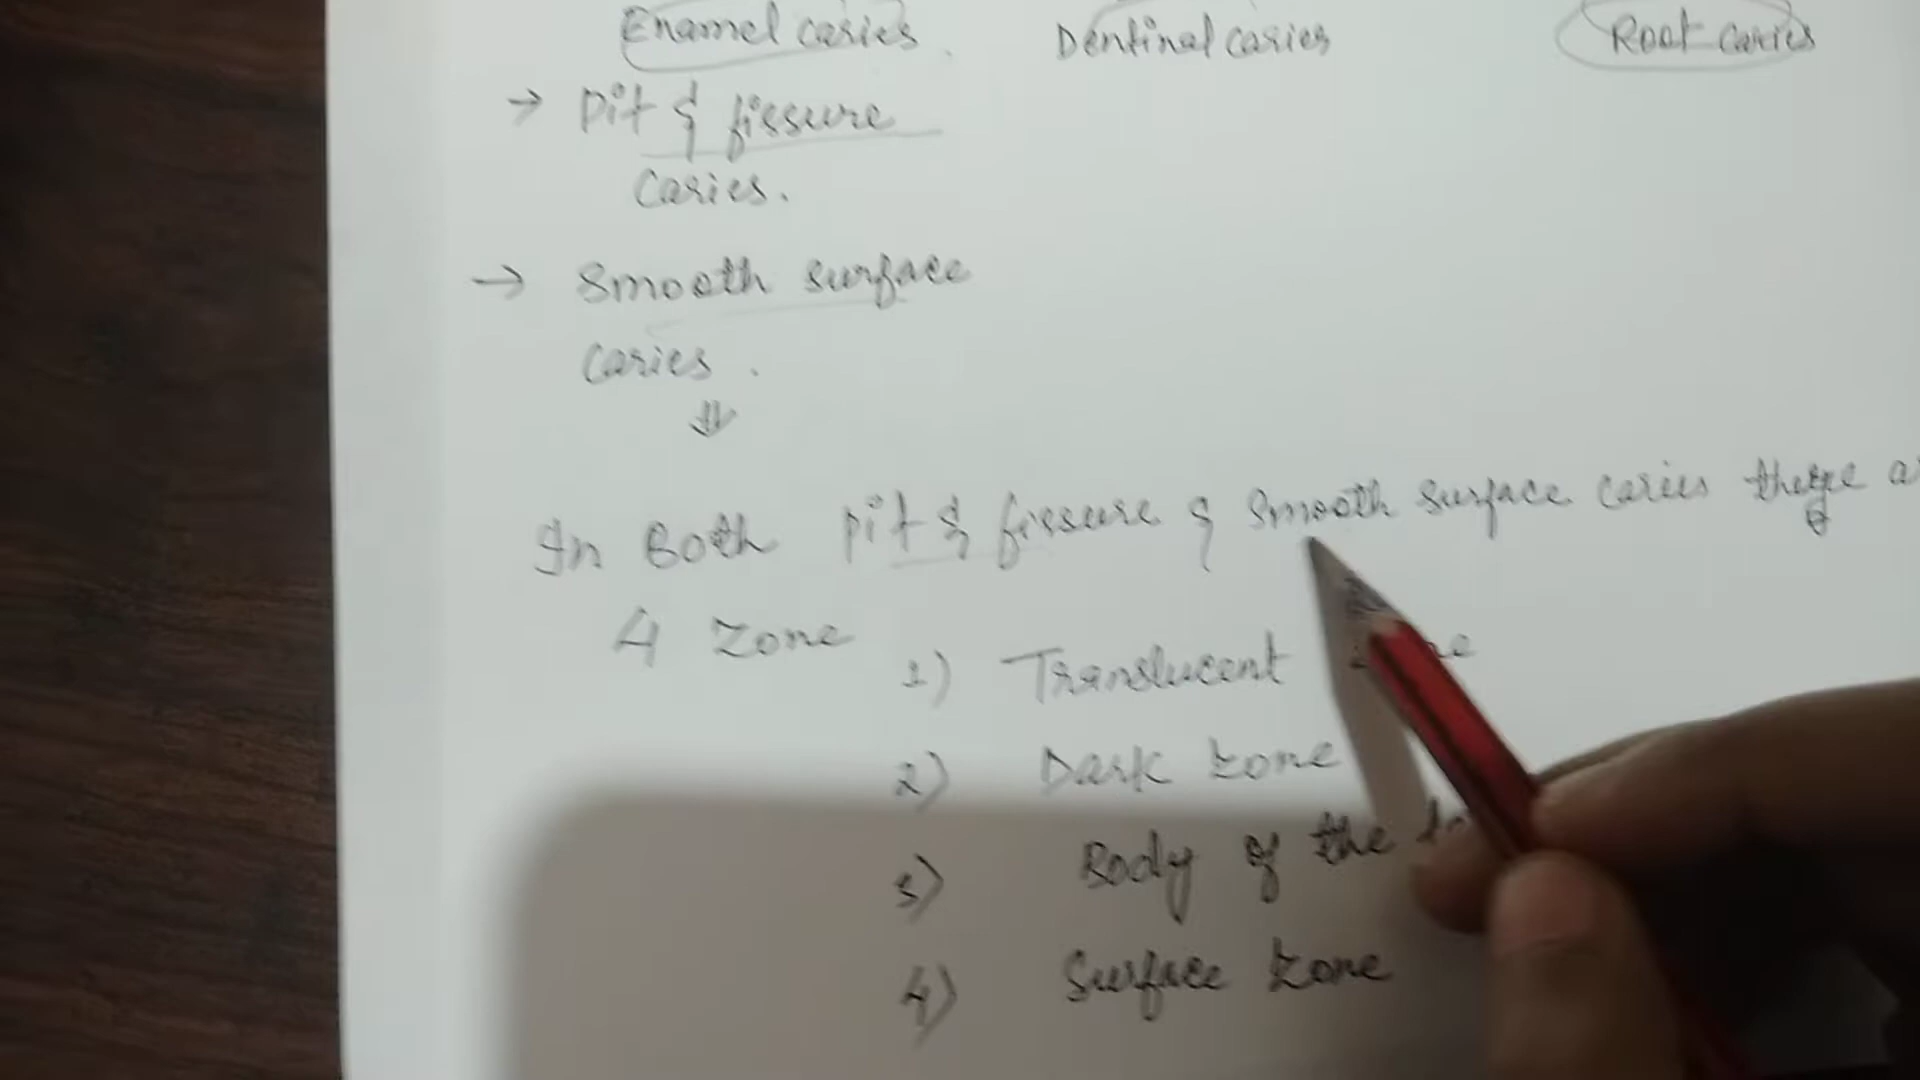 Enamel caries. Dentinal caries Root caries
→ Pit & fissure
Caries.
→ Smooth surface
Caries.
⇓
In Both pit & fissure & smooth surface caries there
4 zone
1) Translucent
2) Dark zone
3) Body of the
4) Surface zone